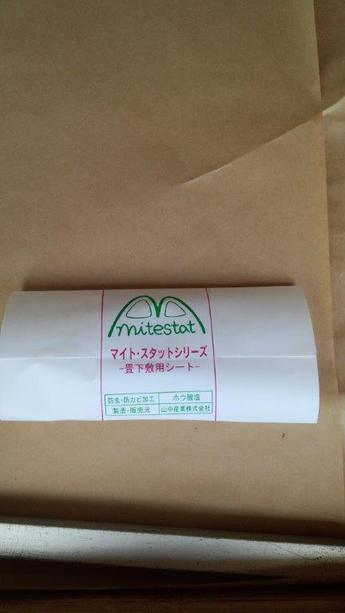 mitestat
マイト・スタットシリーズ
-畳下敷用シート-
防虫・防カビ加工 ホウ酸塩
製造・販売元 山中産業株式会社